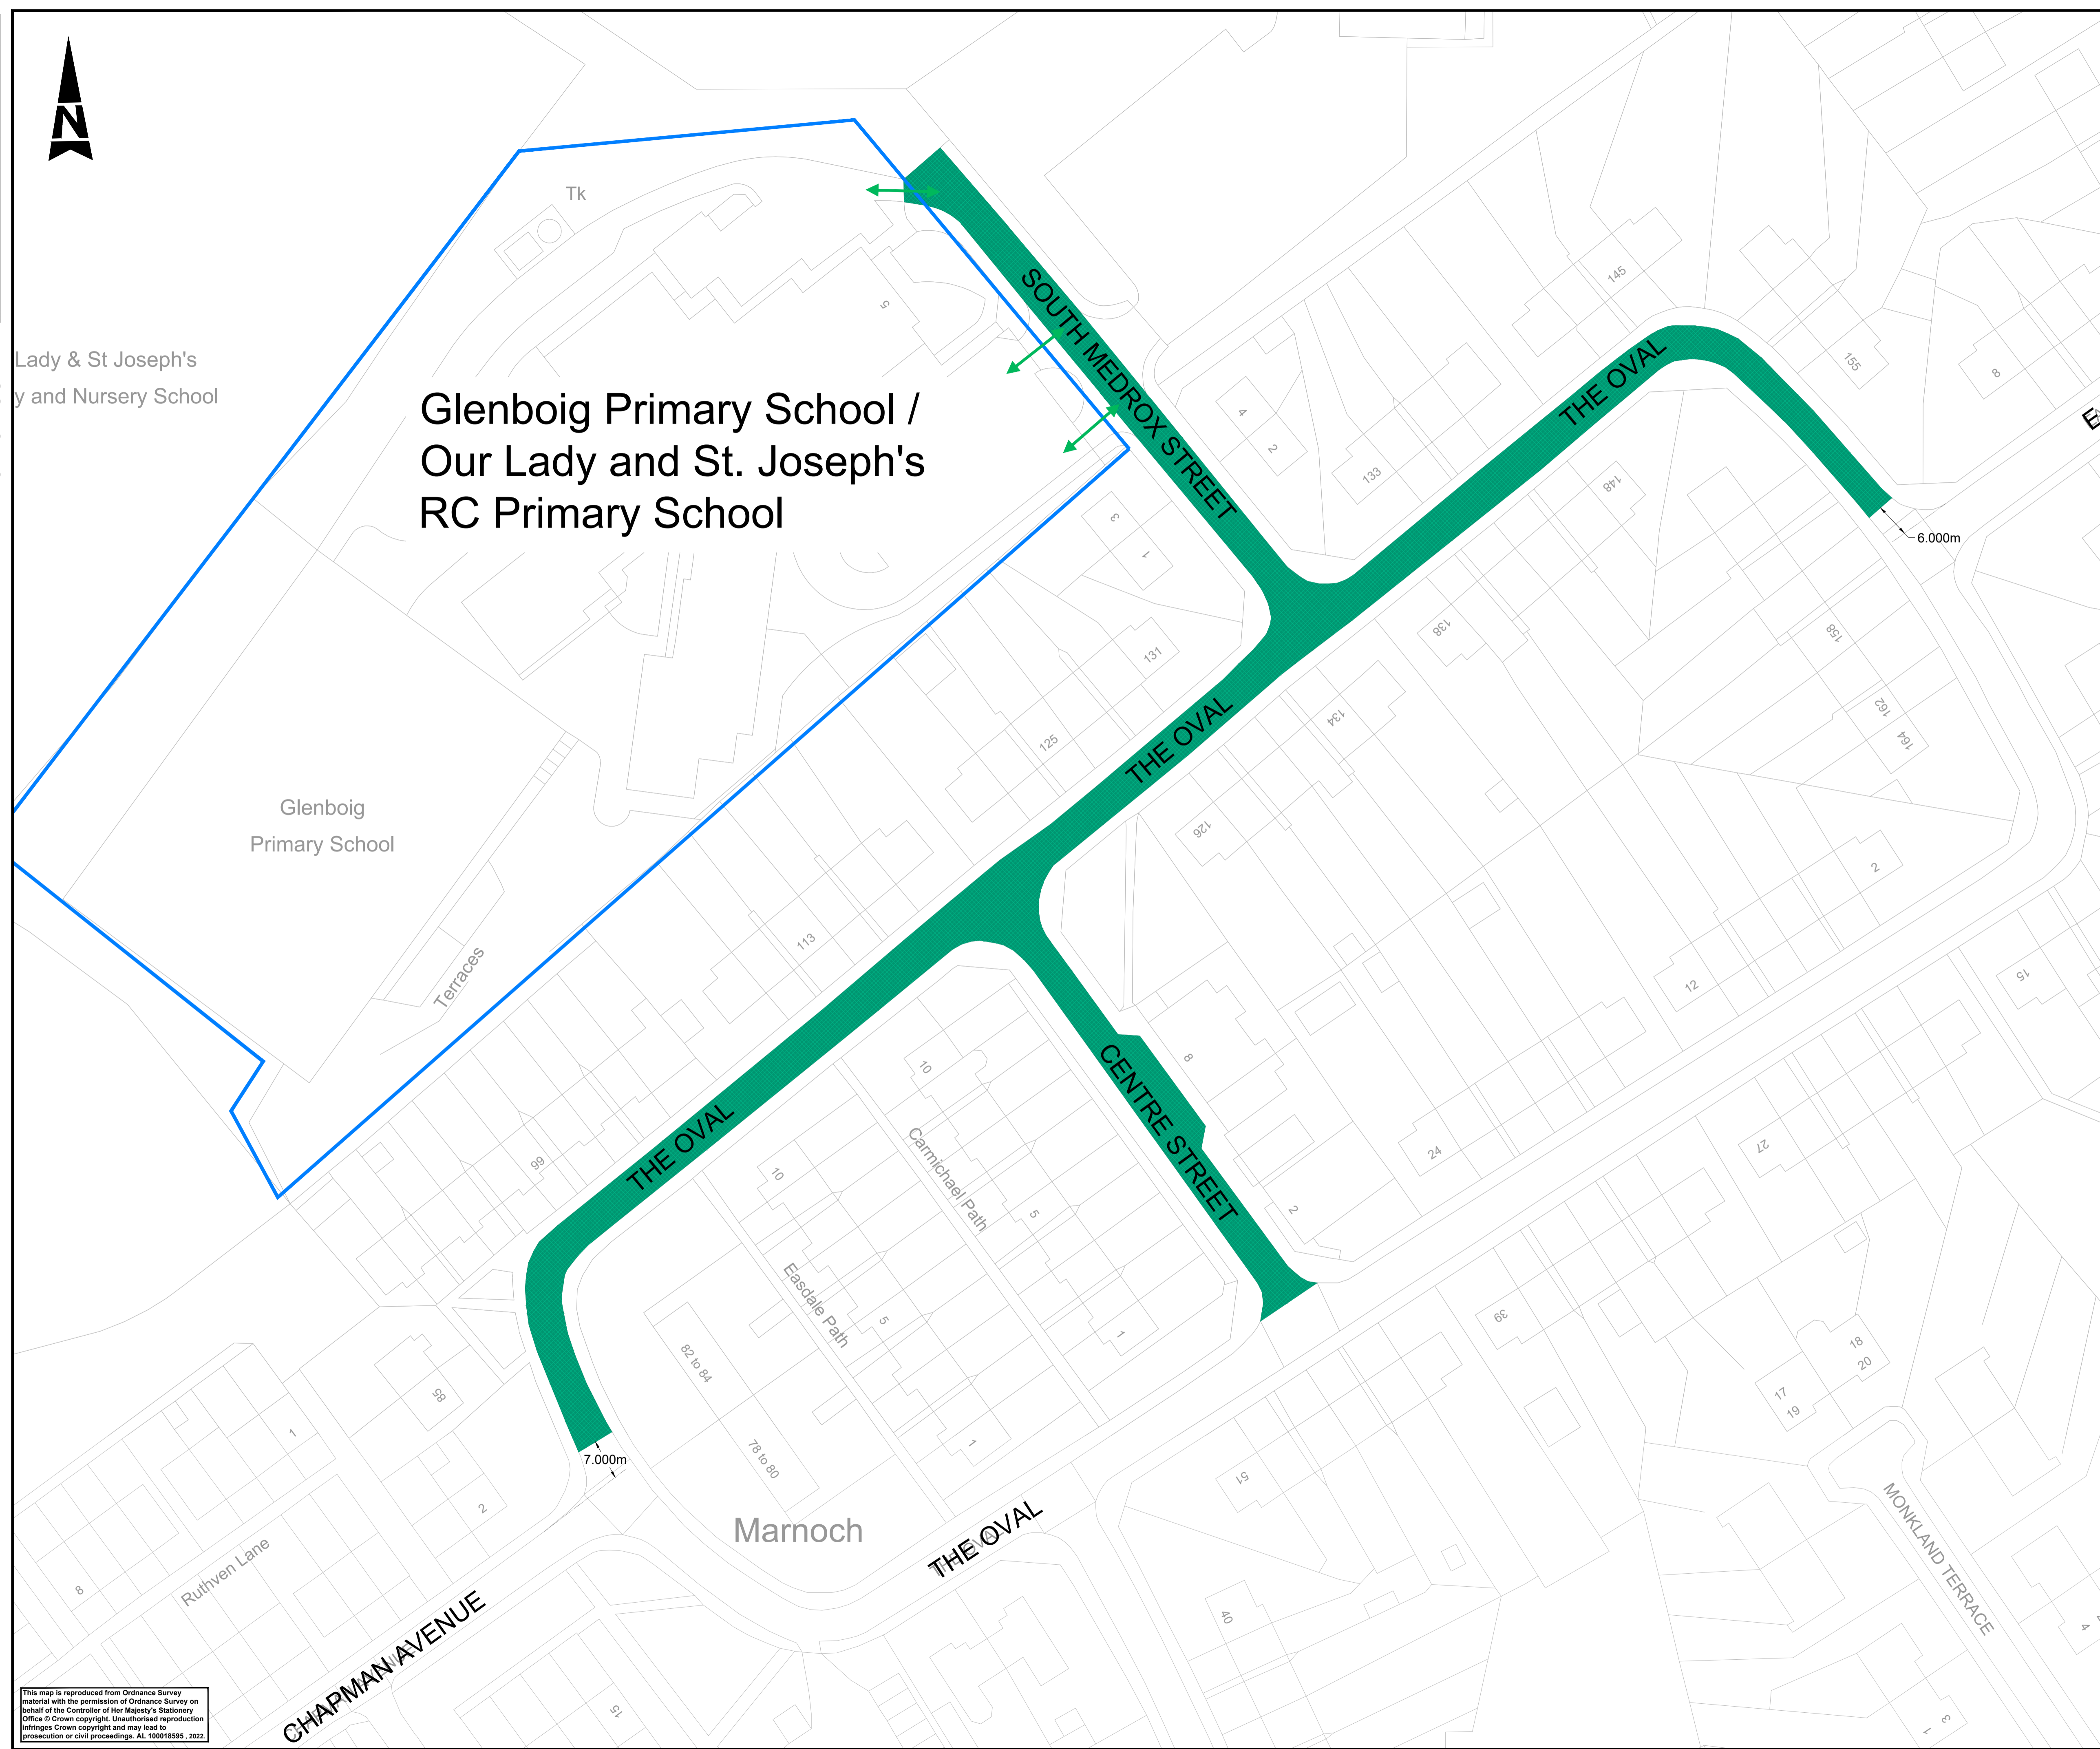 N
Tk
145
155
8
5
SOUTH MEDROX STREET
THE OVAL
Lady & St Joseph's
y and Nursery School
Glenboig Primary School /
Our Lady and St. Joseph's
RC Primary School
4
2
133
148
6.000m
3
1
131
138
158
125
134
162
164
THE OVAL
126
Glenboig
Primary School
2
113
Terraces
12
15
10
8
CENTRE STREET
99
10
Carmichael Path
THE OVAL
24
27
5
2
Easdale Path
5
1
39
82 to 84
18
20
85
17
19
1
7.000m
78 to 80
1
51
2
Marnoch
THE OVAL
MONKLAND TERRACE
Ruthven Lane
8
40
4
CHAPMAN AVENUE
15
3
1
This map is reproduced from Ordnance Survey
material with the permission of Ordnance Survey on
behalf of the Controller of Her Majesty's Stationery
Office © Crown copyright. Unauthorised reproduction
infringes Crown copyright and may lead to
prosecution or civil proceedings. AL 100018595 , 2022.